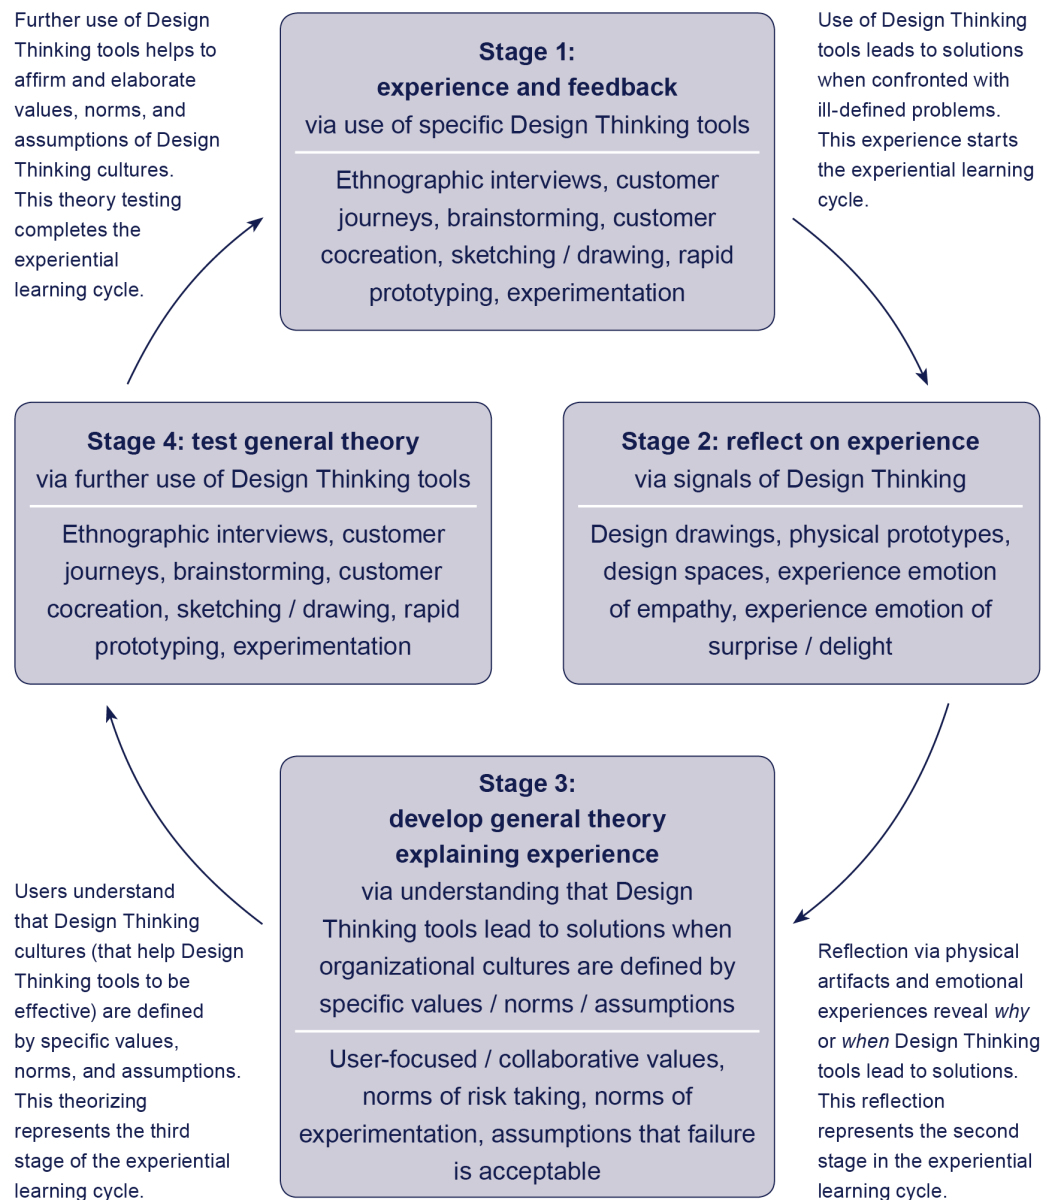 Further use of Design
Thinking tools helps to
affirm and elaborate
values, norms, and
assumptions of Design
Thinking cultures.
This theory testing
completes the
experiential
learning cycle.
Stage 1:
experience and feedback
via use of specific Design Thinking tools
Ethnographic interviews, customer
journeys, brainstorming, customer
cocreation, sketching / drawing, rapid
prototyping, experimentation
Use of Design Thinking
tools leads to solutions
when confronted with
ill-defined problems.
This experience starts
the experiential learning
cycle.
Stage 4: test general theory
via further use of Design Thinking tools
Ethnographic interviews, customer
journeys, brainstorming, customer
cocreation, sketching / drawing, rapid
prototyping, experimentation
Stage 2: reflect on experience
via signals of Design Thinking
Design drawings, physical prototypes,
design spaces, experience emotion
of empathy, experience emotion of
surprise / delight
Users understand
that Design Thinking
cultures (that help Design
Thinking tools to be
effective) are defined
by specific values,
norms, and assumptions.
This theorizing
represents the third
stage of the experiential
learning cycle.
Stage 3:
develop general theory
explaining experience
via understanding that Design
Thinking tools lead to solutions when
organizational cultures are defined by
specific values / norms / assumptions
User-focused / collaborative values,
norms of risk taking, norms of
experimentation, assumptions that failure
is acceptable
Reflection via physical
artifacts and emotional
experiences reveal why
or when Design Thinking
tools lead to solutions.
This reflection
represents the second
stage in the experiential
learning cycle.